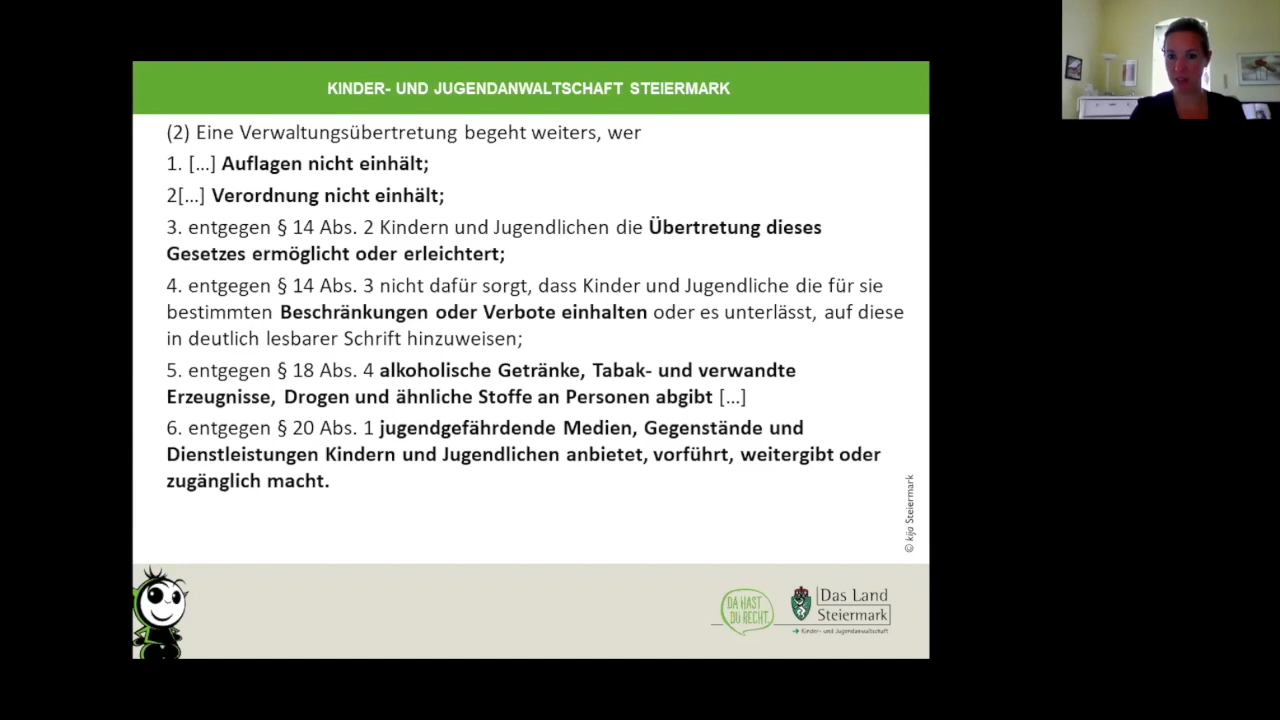 KINDER- UND JUGENDANWALTSCHAFT STEIERMARK
(2) Eine Verwaltungsübertretung begeht weiters, wer
1. [...] Auflagen nicht einhält;
2[...] Verordnung nicht einhält;
3. entgegen § 14 Abs. 2 Kindern und Jugendlichen die Übertretung dieses
Gesetzes ermöglicht oder erleichtert;
4. entgegen § 14 Abs. 3 nicht dafür sorgt, dass Kinder und Jugendliche die für sie
bestimmten Beschränkungen oder Verbote einhalten oder es unterlässt, auf diese
in deutlich lesbarer Schrift hinzuweisen;
5. entgegen § 18 Abs. 4 alkoholische Getränke, Tabak- und verwandte
Erzeugnisse, Drogen und ähnliche Stoffe an Personen abgibt [...]
6. entgegen § 20 Abs. 1 jugendgefährdende Medien, Gegenstände und
Dienstleistungen Kindern und Jugendlichen anbietet, vorführt, weitergibt oder
zugänglich macht.
© kija Steiermark
DA HAST
DU RECHT
Das Land
Steiermark
→ Kinder- und Jugendanwaltschaft